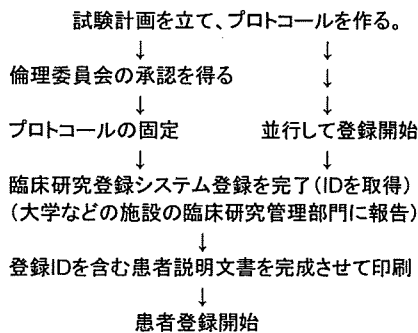 試験計画を立て、プロトコールを作る。
↓ ↓
倫理委員会の承認を得る ↓
↓ ↓
プロトコールの固定 並行して登録開始
↓ ↓
臨床研究登録システム登録を完了(IDを取得)
(大学などの施設の臨床研究管理部門に報告)
↓
登録IDを含む患者説明文書を完成させて印刷
↓
患者登録開始